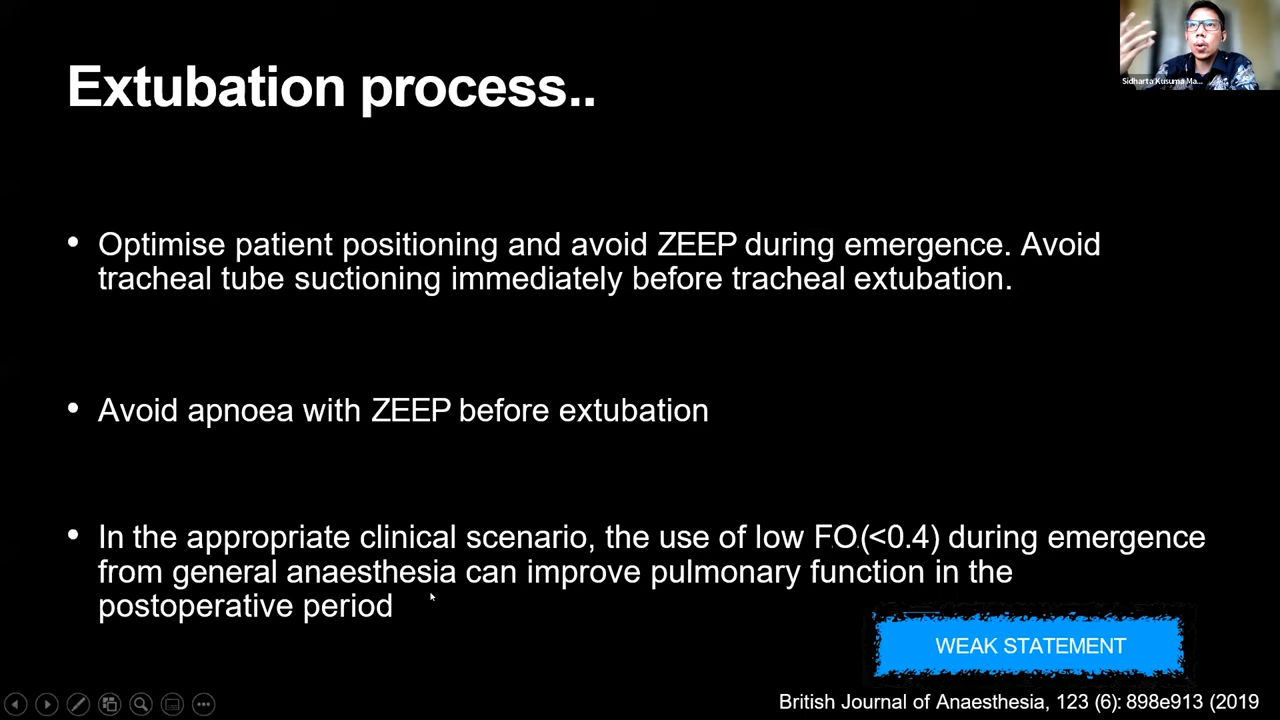 Sidharta Kusuma Ma...
Extubation process..
• Optimise patient positioning and avoid ZEEP during emergence. Avoid
tracheal tube suctioning immediately before tracheal extubation.
• Avoid apnoea with ZEEP before extubation
• In the appropriate clinical scenario, the use of low FO (<0.4) during emergence
from general anaesthesia can improve pulmonary function in the
postoperative period
WEAK STATEMENT
British Journal of Anaesthesia, 123 (6): 898e913 (2019